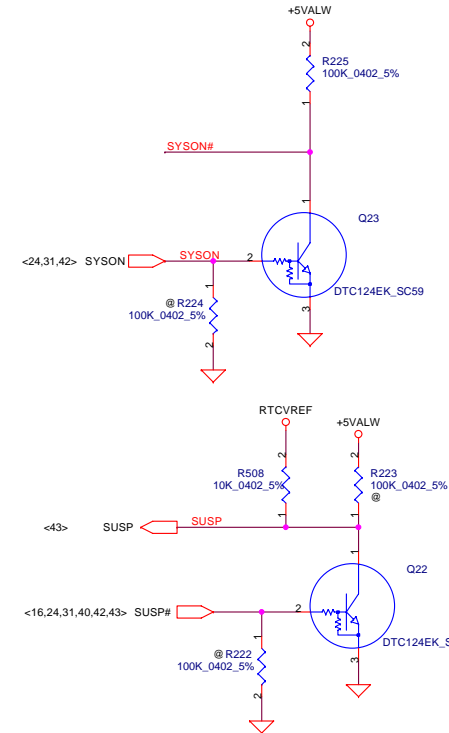 +5VALW
2
R225
100K_0402_5%
1
SYSON#
1
Q23
<24,31,42> SYSON
SYSON
2
DTC124EK_SC59
3
1
@ R224
100K_0402_5%
2
RTCVREF
+5VALW
2
2
R508
10K_0402_5%
R223
100K_0402_5%
@
1
1
<43> SUSP
SUSP
1
Q22
<16,24,31,40,42,43> SUSP#
2
DTC124EK_S
3
1
@ R222
100K_0402_5%
2